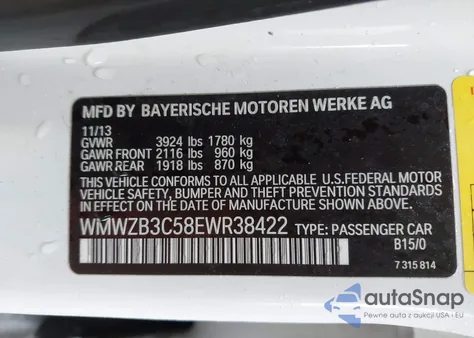 MFD BY BAYERISCHE MOTOREN WERKE AG
11/13
GVWR 3924 lbs 1780 kg
GAWR FRONT 2116 lbs 960 kg
GAWR REAR 1918 lbs 870 kg
THIS VEHICLE CONFORMS TO ALL APPLICABLE U.S.FEDERAL MOTOR
VEHICLE SAFETY, BUMPER AND THEFT PREVENTION STANDARDS IN
EFFECT ON THE DATE OF MANUFACTURE SHOWN ABOVE.
WMWZB3C58EWR38422 TYPE: PASSENGER CAR
B15/0
7 315 814
autoSnap
Pewne auta z aukcji USA i EU